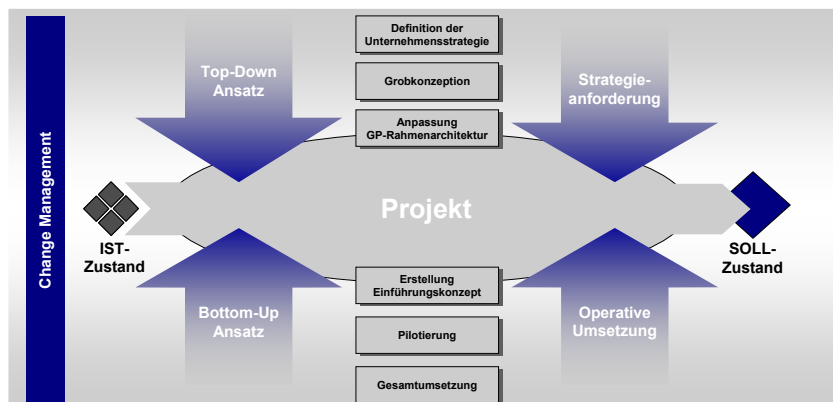 Change Management
Definition der
Unternehmensstrategie
Top-Down
Ansatz
Grobkonzeption
Strategie-
anforderung
Anpassung
GP-Rahmenarchitektur
Projekt
IST-
Zustand
SOLL-
Zustand
Erstellung
Einführungskonzept
Bottom-Up
Ansatz
Pilotierung
Operative
Umsetzung
Gesamtumsetzung